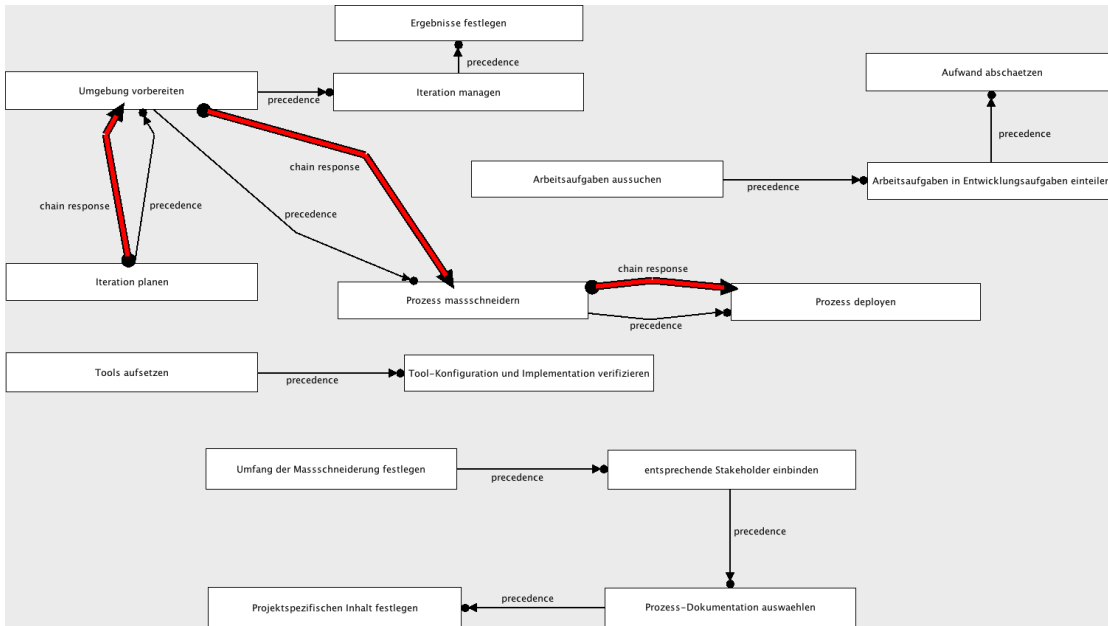 Ergebnisse festlegen
precedence
Aufwand abschaetzen
Umgebung vorbereiten
precedence
Iteration managen
precedence
chain response
Arbeitsaufgaben aussuchen
precedence
Arbeitsaufgaben in Entwicklungsaufgaben einteilen
chain response
precedence
precedence
chain response
Iteration planen
Prozess massschneidern
precedence
Prozess deployen
Tools aufsetzen
precedence
Tool-Konfiguration und Implementation verifizieren
Umfang der Massschneiderung festlegen
precedence
entsprechende Stakeholder einbinden
precedence
Projektspezifischen Inhalt festlegen
precedence
Prozess-Dokumentation auswaehlen